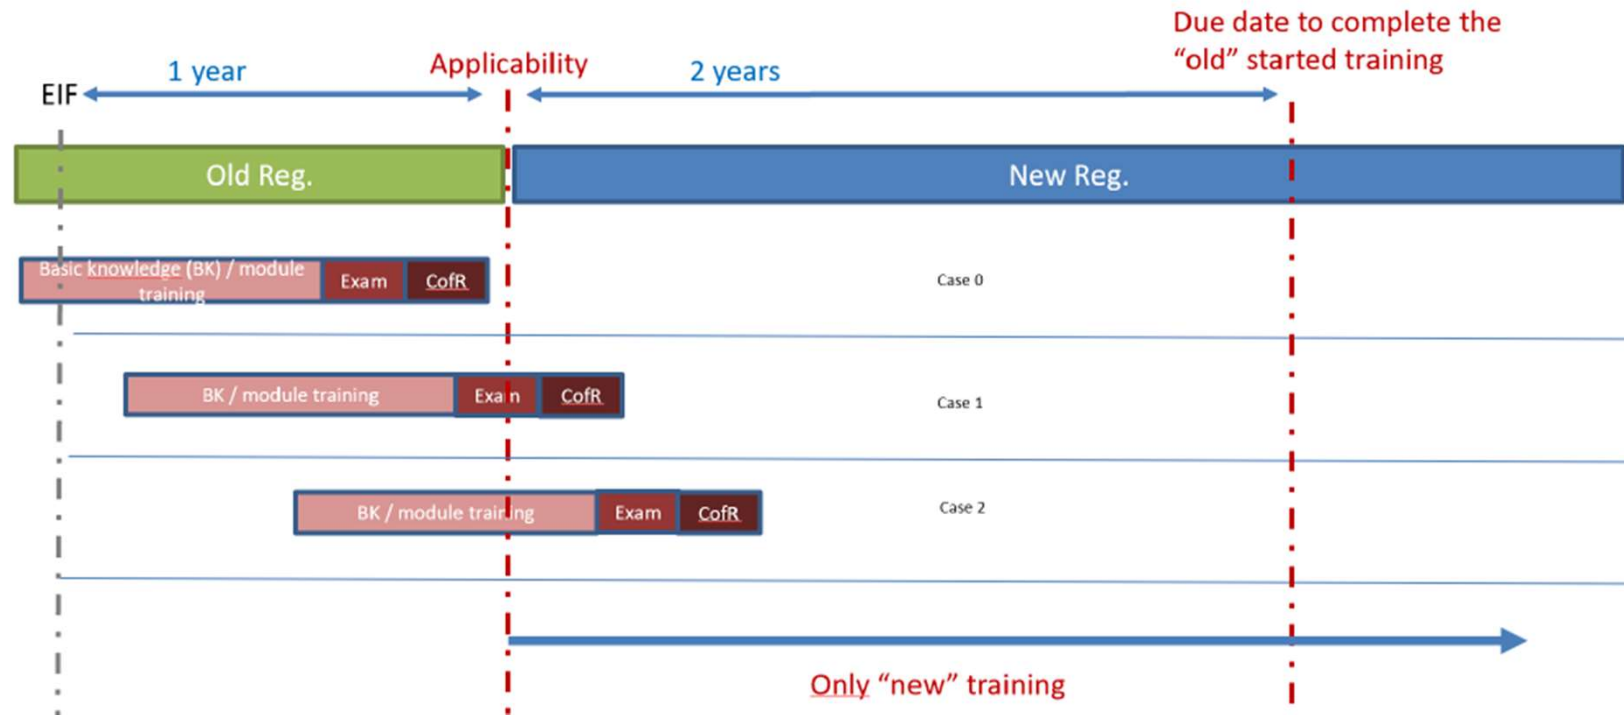 Due date to complete the
“old” started training
1 year
Applicability
2 years
EIF
Old Reg.
New Reg.
Basic knowledge (BK) / module
training
Exam
CofR
Case 0
BK / module training
Exam
CofR
Case 1
BK / module training
Exam
CofR
Case 2
Only “new” training